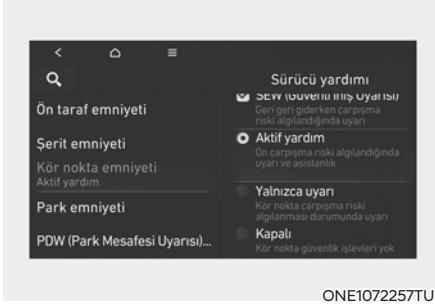 Sürücü yardımı
Ön taraf emniyeti
Şerit emniyeti
Kör nokta emniyeti
Aktif yardım
Park emniyeti
PDW (Park Mesafesi Uyarısı)...
SEW (Güvenli İniş Uyarısı)
Geri geri giderken çarpışma
riski algılandığında uyarı
Aktif yardım
Ön çarpışma riski algılandığında
uyarı ve asistanlık
Yalnızca uyarı
Kör nokta çarpışma riski
algılanması durumunda uyarı
Kapalı
Kör nokta güvenlik işlevleri yok
ONE1072257TU